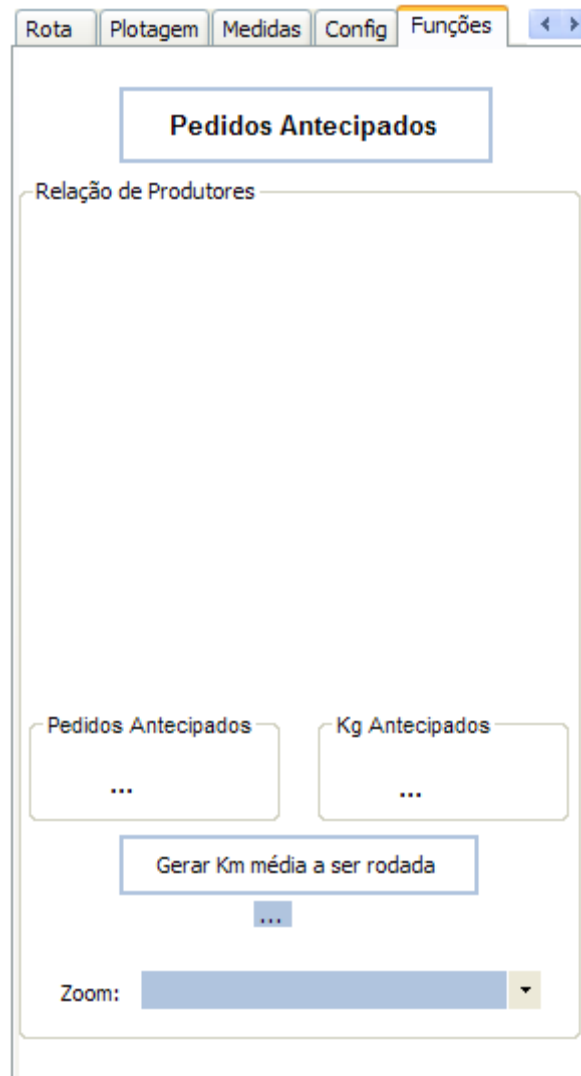 Rota Plotagem Medidas Config Funções
Pedidos Antecipados
Relação de Produtores
Pedidos Antecipados Kg Antecipados
... ...
Gerar Km média a ser rodada
...
Zoom: